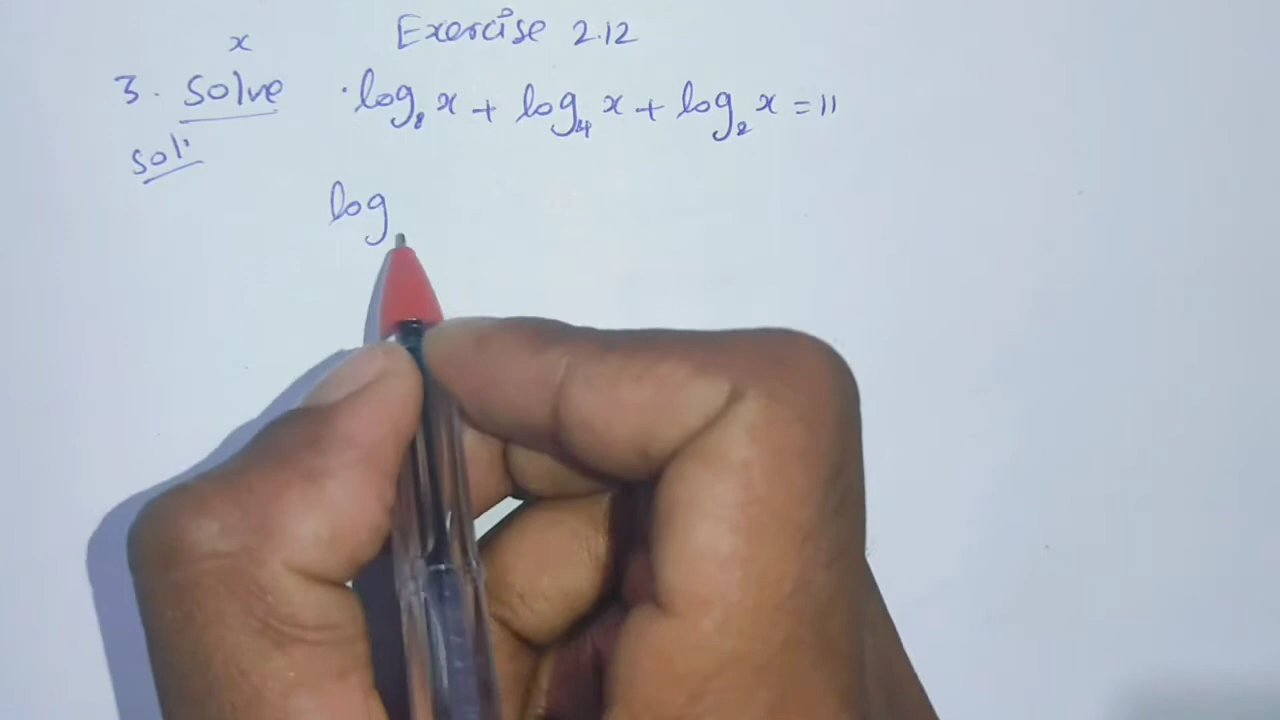 Exercise 2.12
x
3. Solve log₈ x + log₄ x + log₂ x = 11
Sol:
log